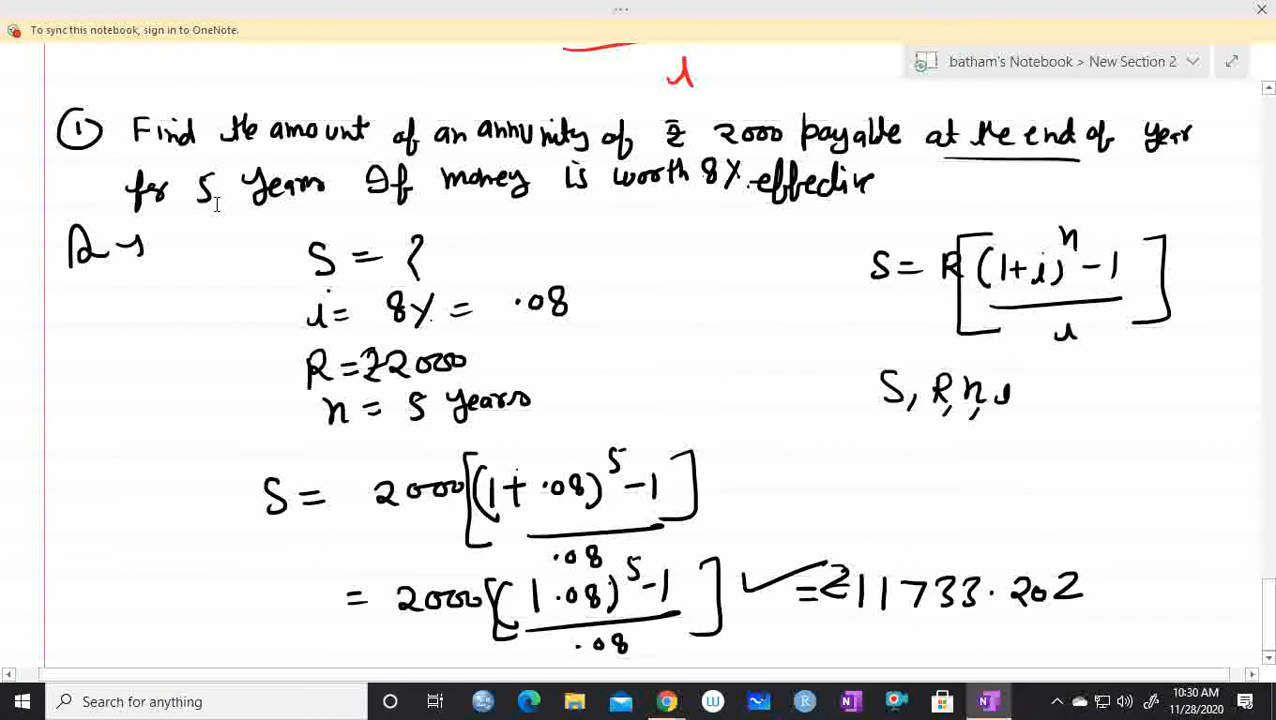 To sync this notebook, sign in to OneNote.
batham's Notebook > New Section 2
i
① Find the amount of an annuity of ₹ 2000 payable at the end of year
for 5 years If money is worth 8% effective
A →
S = ?
i = 8% = .08
R = ₹2000
n = 5 years
S = R[(1+i)^n - 1 / i]
S, R, n, i
S = 2000[(1+.08)^5 - 1 / .08]
= 2000[(1.08)^5 - 1 / .08] ✓ = ₹11733.202
Search for anything
10:30 AM
11/28/2020